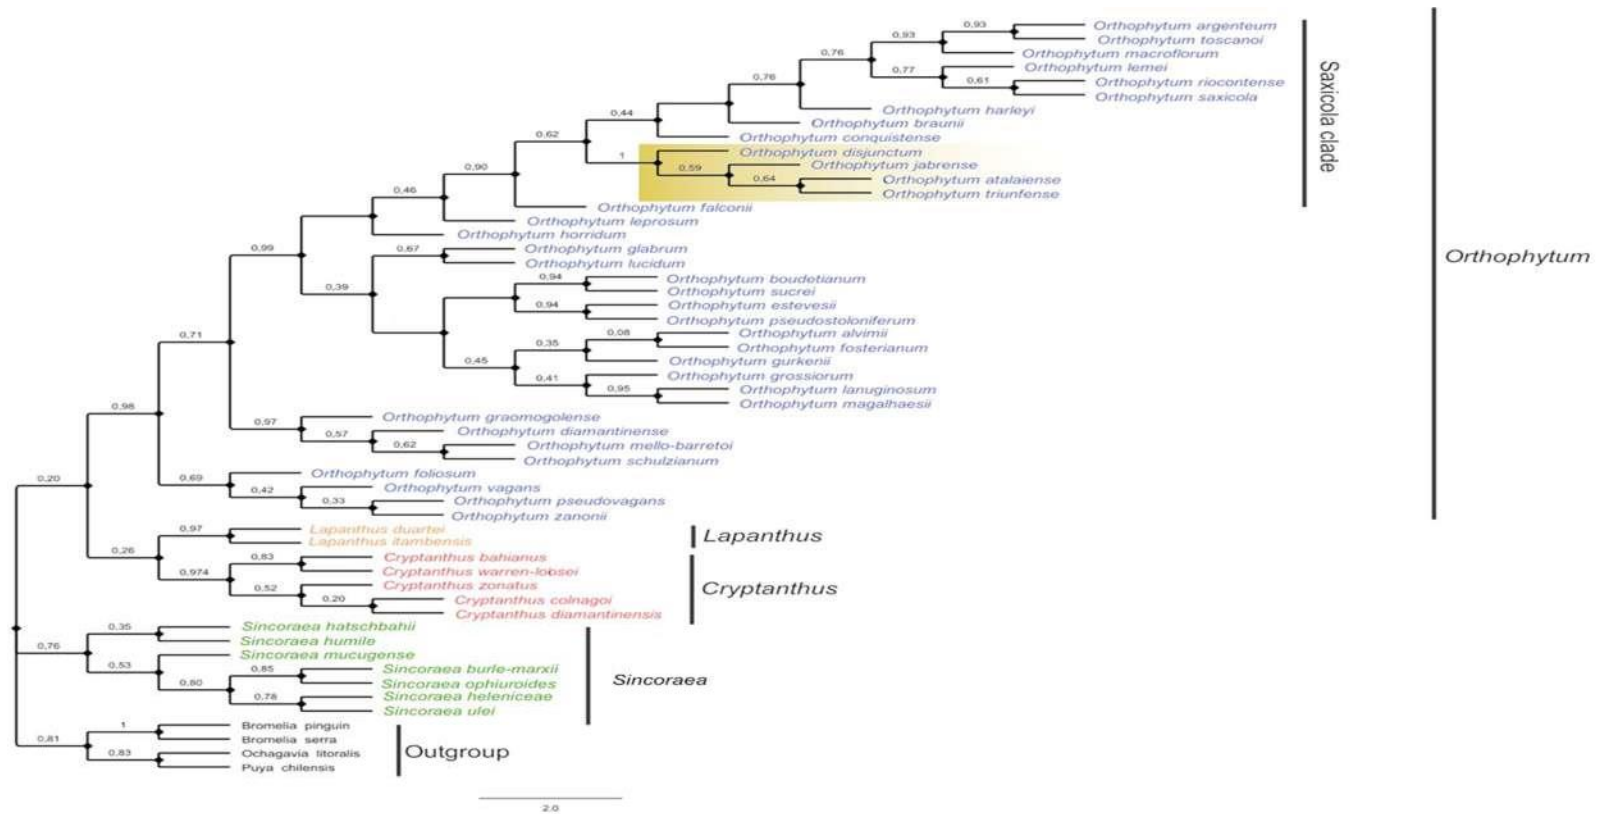 0,93
Orthophytum argenteum
0,93
Orthophytum toscanoi
0,76
Orthophytum macroflorum
0,77
Orthophytum lemei
0,76
0,61
Orthophytum riocontense
Orthophytum saxicola
0,44
Orthophytum harleyi
Orthophytum braunii
0,62
Orthophytum conquistense
1
Orthophytum disjunctum
0,59
Orthophytum jabrense
0,90
0,64
Orthophytum atalaiense
0,46
Orthophytum triunfense
Orthophytum falconii
Saxicola clade
Orthophytum leprosum
Orthophytum horridum
0,99
0,67
Orthophytum glabrum
Orthophytum
Orthophytum lucidum
0,39
0,94
Orthophytum boudetianum
Orthophytum sucrei
0,94
Orthophytum estevesii
Orthophytum pseudostoloniferum
0,71
0,08
Orthophytum alvimii
0,35
Orthophytum fosterianum
0,45
Orthophytum gurkenii
0,41
Orthophytum grossiorum
0,95
Orthophytum lanuginosum
Orthophytum magalhaesii
0,98
0,97
Orthophytum graomogolense
0,57
Orthophytum diamantinense
0,62
Orthophytum mello-barretoi
Orthophytum schulzianum
0,20
0,69
Orthophytum foliosum
0,42
Orthophytum vagans
0,33
Orthophytum pseudovagans
Orthophytum zanonii
0,97
Lapanthus duartei
Lapanthus
Lapanthus itambensis
0,26
0,83
Cryptanthus bahianus
0,974
Cryptanthus warren-loosei
0,52
Cryptanthus zonatus
Cryptanthus
0,20
Cryptanthus colnagoi
Cryptanthus diamantinensis
0,35
Sincoraea hatschbahii
0,76
Sincoraea humile
0,53
Sincoraea mucugense
0,85
Sincoraea burle-marxii
0,80
Sincoraea ophiuroides
Sincoraea
0,78
Sincoraea heleniceae
Sincoraea ulei
1
Bromelia pinguin
0,81
Bromelia serra
0,83
Ochagavia litoralis
Outgroup
Puya chilensis
2.0